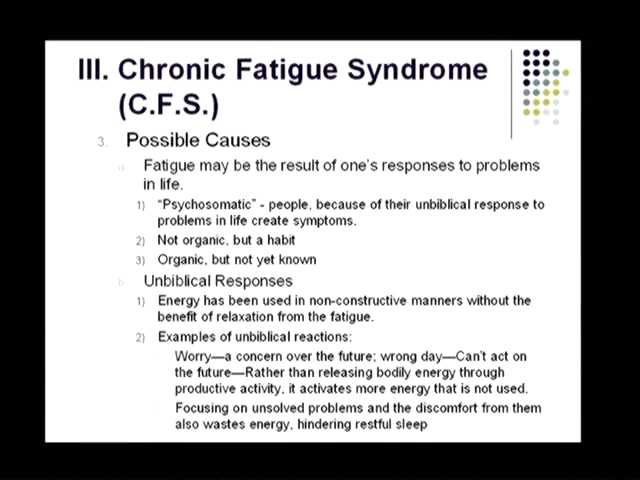 III. Chronic Fatigue Syndrome
(C.F.S.)
3. Possible Causes
a Fatigue may be the result of one's responses to problems
in life.
1) "Psychosomatic" - people, because of their unbiblical response to
problems in life create symptoms.
2) Not organic, but a habit
3) Organic, but not yet known
b Unbiblical Responses
1) Energy has been used in non-constructive manners without the
benefit of relaxation from the fatigue.
2) Examples of unbiblical reactions:
Worry—a concern over the future; wrong day—Can't act on
the future—Rather than releasing bodily energy through
productive activity, it activates more energy that is not used.
Focusing on unsolved problems and the discomfort from them
also wastes energy, hindering restful sleep